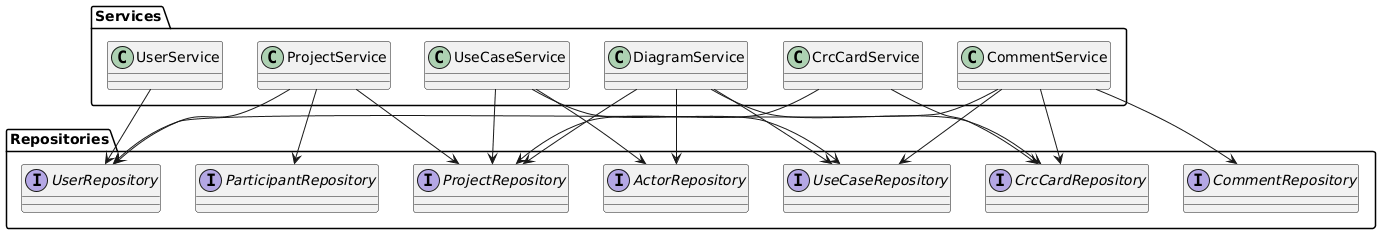 Services
C UserService
C ProjectService
C UseCaseService
C DiagramService
C CrcCardService
C CommentService
Repositories
I UserRepository
I ParticipantRepository
I ProjectRepository
I ActorRepository
I UseCaseRepository
I CrcCardRepository
I CommentRepository